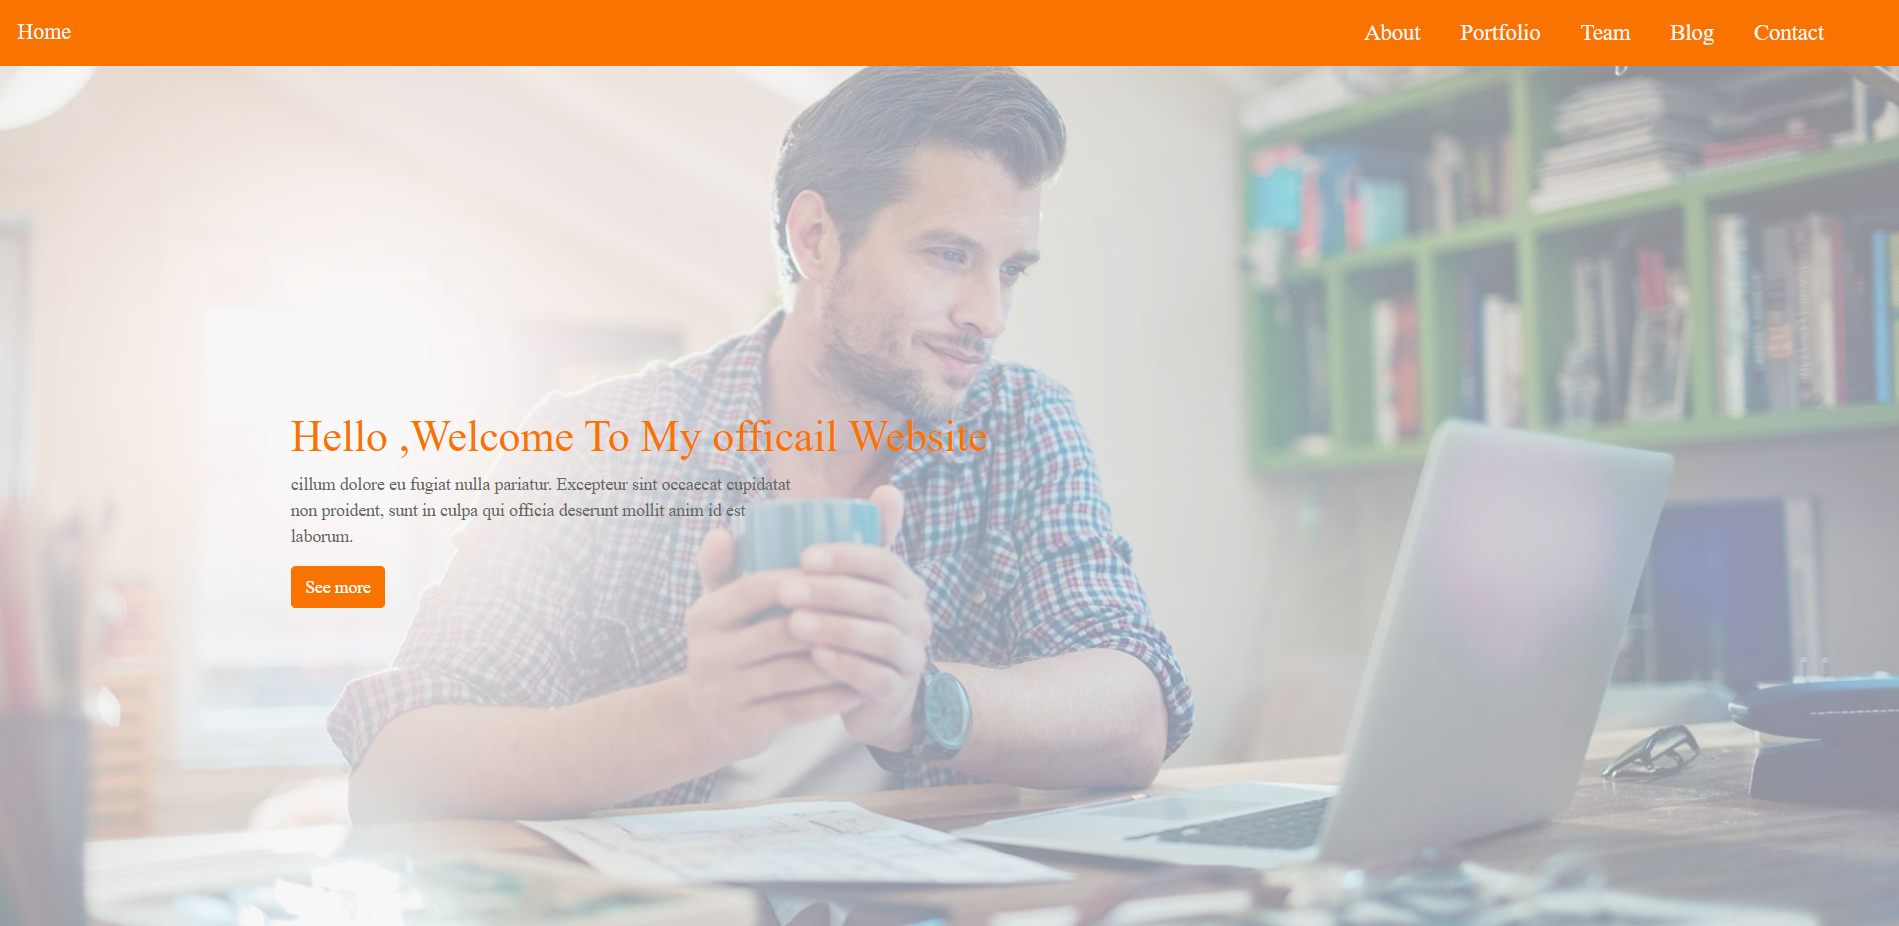 Home
About Portfolio Team Blog Contact
Hello ,Welcome To My officail Website
cillum dolore eu fugiat nulla pariatur. Excepteur sint occaecat cupidatat
non proident, sunt in culpa qui officia deserunt mollit anim id est
laborum.
See more